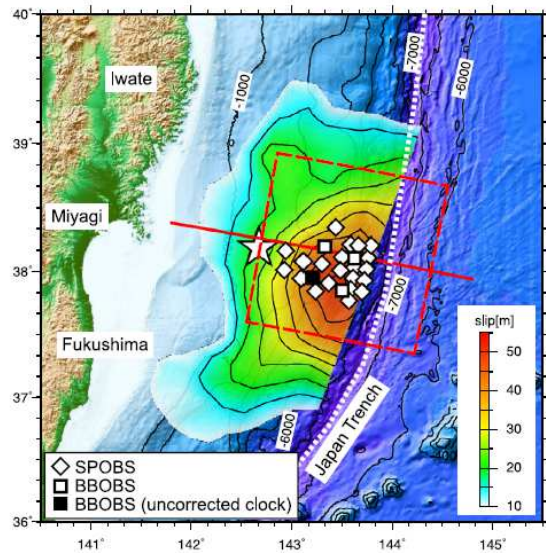 40°
39°
38°
37°
36°
141°
142°
143°
144°
145°
Iwate
Miyagi
Fukushima
-1000
-7000
-6000
-7000
-6000
Japan Trench
slip[m]
50
40
30
20
10
SPOBS
BBOBS
BBOBS (uncorrected clock)